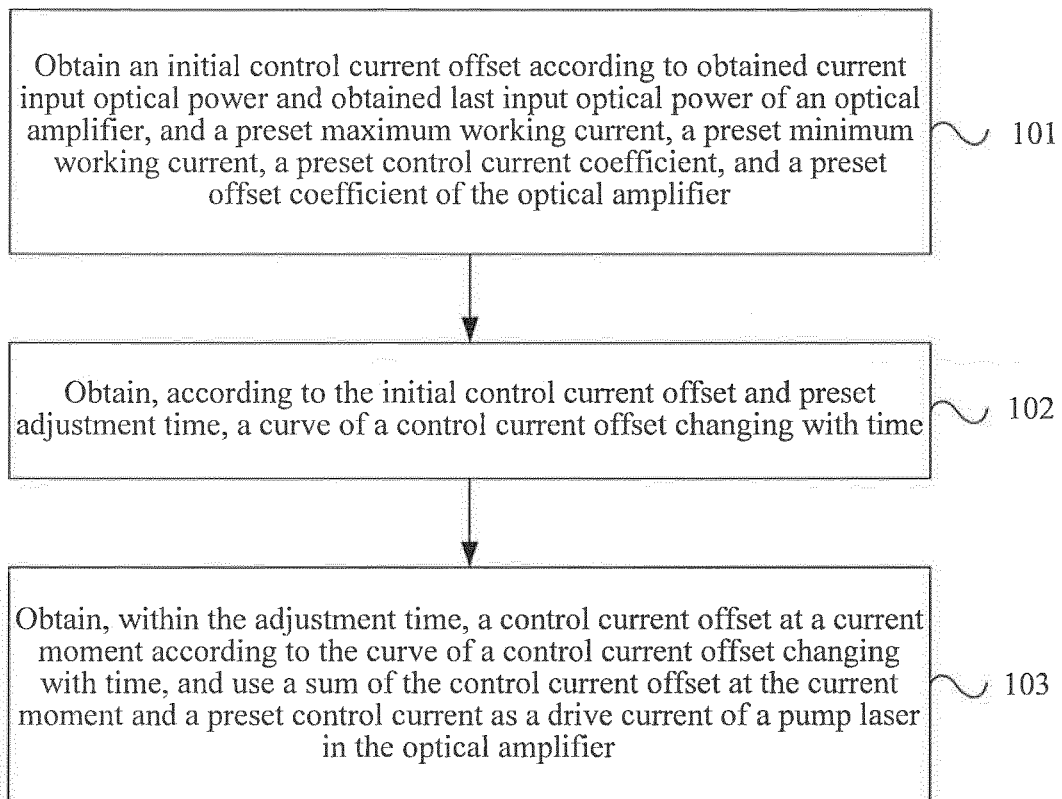 Obtain an initial control current offset according to obtained current
input optical power and obtained last input optical power of an optical
amplifier, and a preset maximum working current, a preset minimum
working current, a preset control current coefficient, and a preset
offset coefficient of the optical amplifier
101
Obtain, according to the initial control current offset and preset
adjustment time, a curve of a control current offset changing with time
102
Obtain, within the adjustment time, a control current offset at a current
moment according to the curve of a control current offset changing
with time, and use a sum of the control current offset at the current
moment and a preset control current as a drive current of a pump laser
in the optical amplifier
103